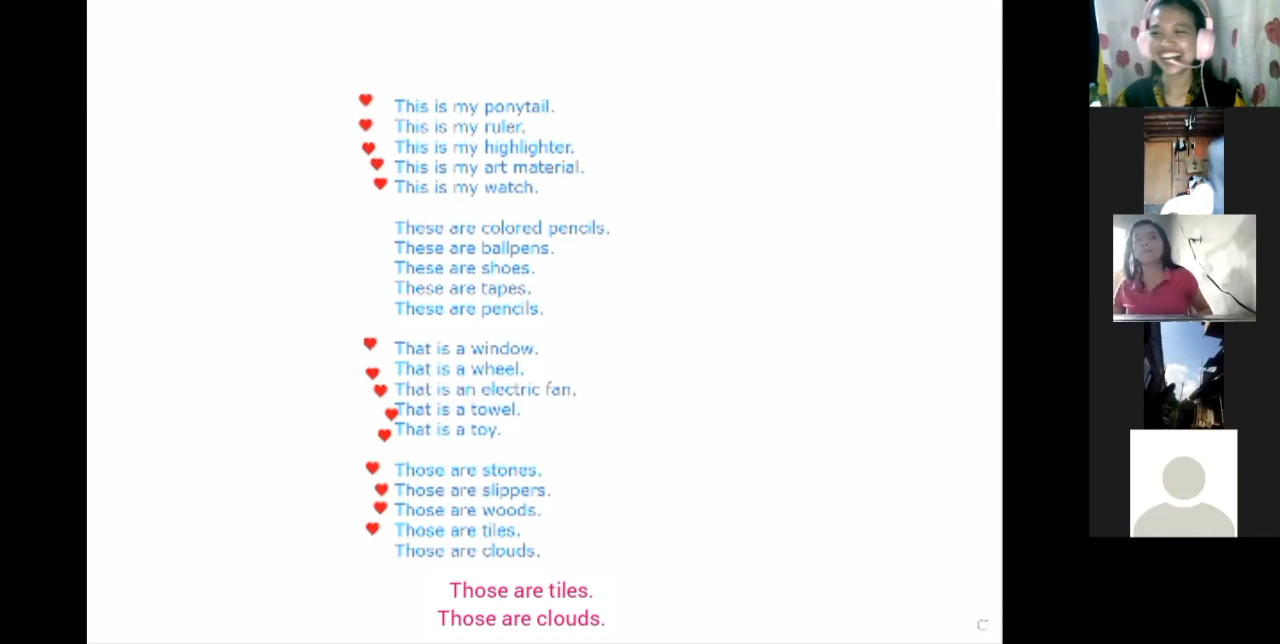 This is my ponytail.
This is my ruler.
This is my highlighter.
This is my art material.
This is my watch.
These are colored pencils.
These are ballpens.
These are shoes.
These are tapes.
These are pencils.
That is a window.
That is a wheel.
That is an electric fan.
That is a towel.
That is a toy.
Those are stones.
Those are slippers.
Those are woods.
Those are tiles.
Those are clouds.
Those are tiles.
Those are clouds.